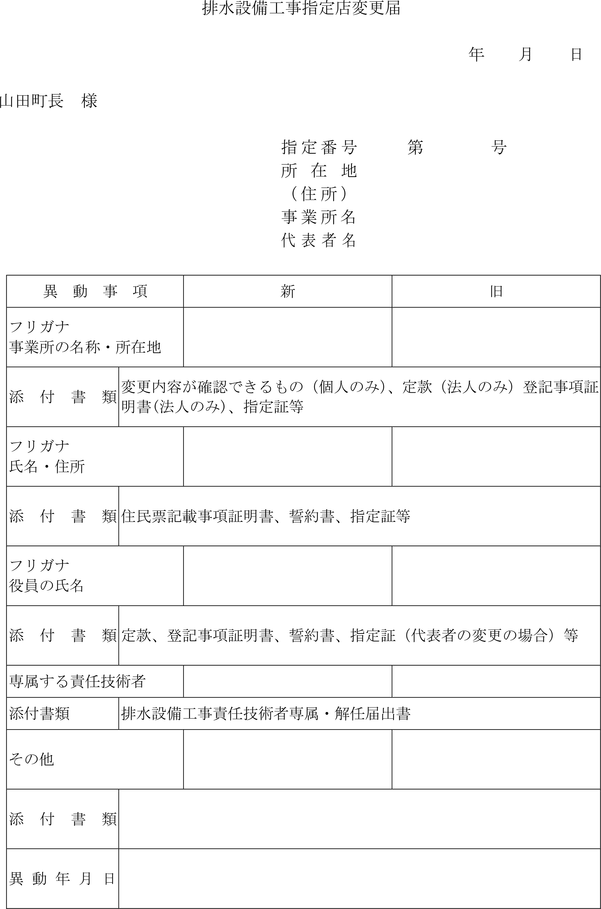 排水設備工事指定店変更届
年　　月　　日
山田町長　様
指定番号　　　第　　　　号
所在地
（住所）
事業所名
代表者名
異動事項　新　旧
フリガナ
事業所の名称・所在地
添付書類
変更内容が確認できるもの（個人のみ）、定款（法人のみ）登記事項証
明書(法人のみ)、指定証等
フリガナ
氏名・住所
添付書類　住民票記載事項証明書、誓約書、指定証等
フリガナ
役員の氏名
添付書類　定款、登記事項証明書、誓約書、指定証（代表者の変更の場合）等
専属する責任技術者
添付書類　排水設備工事責任技術者専属・解任届出書
その他
添付書類
異動年月日